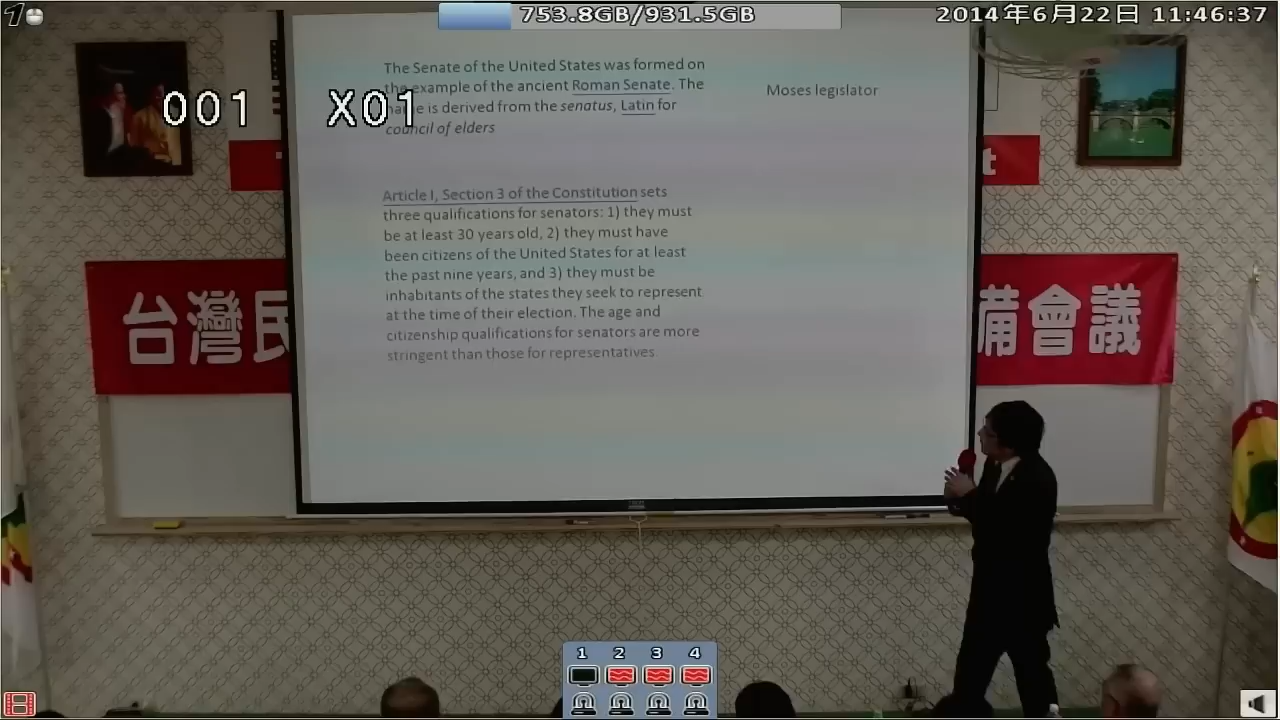 753.8GB/931.5GB
2014年6月22日 11:46:37
001 X01
The Senate of the United States was formed on
the example of the ancient Roman Senate. The
name is derived from the senatus, Latin for
council of elders
Moses legislator
Article I, Section 3 of the Constitution sets
three qualifications for senators: 1) they must
be at least 30 years old, 2) they must have
been citizens of the United States for at least
the past nine years, and 3) they must be
inhabitants of the states they seek to represent
at the time of their election. The age and
citizenship qualifications for senators are more
stringent than those for representatives.
t
台灣民
備會議
1 2 3 4